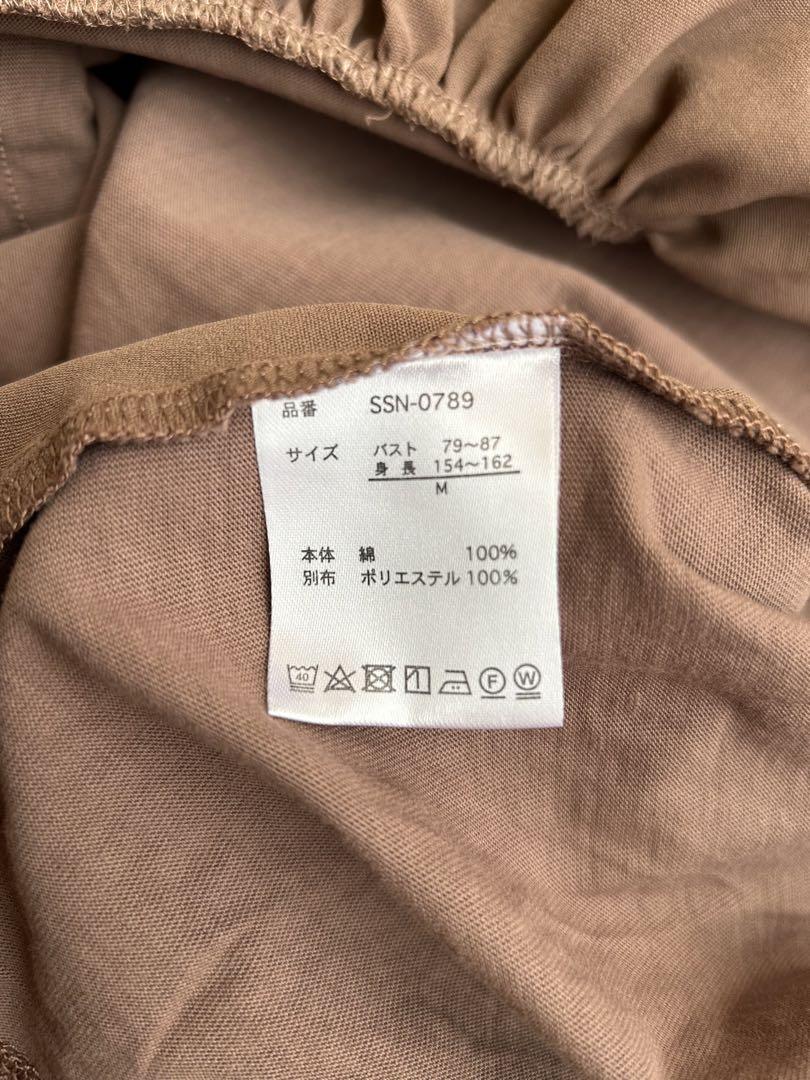 品番 SSN-0789
サイズ バスト 79～87
身長 154～162
M
本体 綿 100%
別布 ポリエステル 100%
40 F W